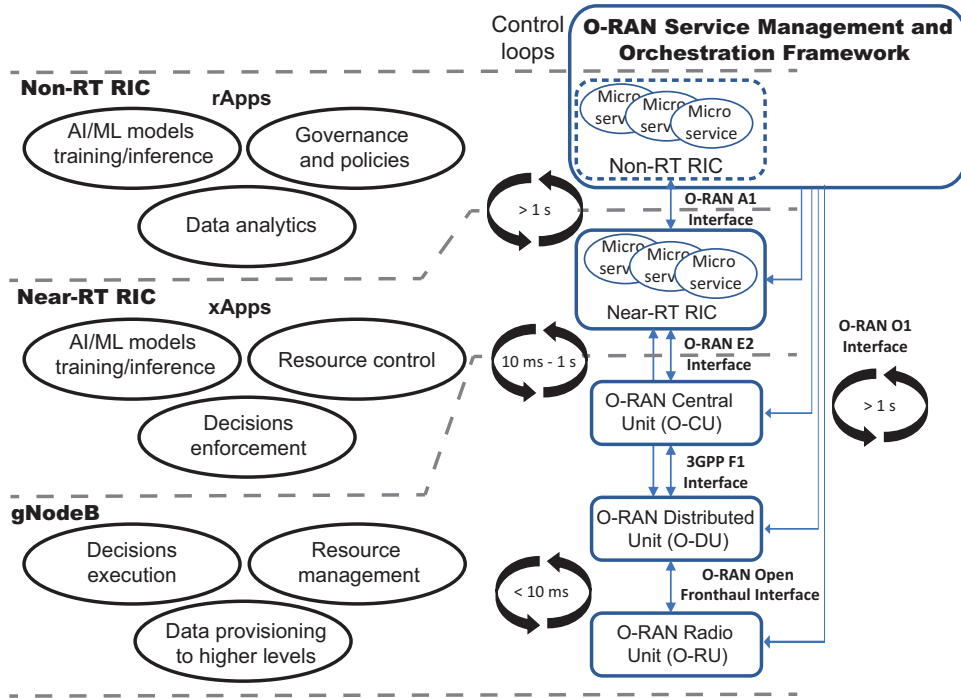 Control
loops
O-RAN Service Management and
Orchestration Framework
Non-RT RIC
rApps
AI/ML models
training/inference
Governance
and policies
Data analytics
Micro
service
Micro
service
Micro
service
Non-RT RIC
> 1 s
O-RAN A1
Interface
Near-RT RIC
xApps
AI/ML models
training/inference
Resource control
Decisions
enforcement
Micro
service
Micro
service
Micro
service
Near-RT RIC
10 ms - 1 s
O-RAN E2
Interface
O-RAN O1
Interface
> 1 s
O-RAN Central
Unit (O-CU)
3GPP F1
Interface
gNodeB
Decisions
execution
Resource
management
Data provisioning
to higher levels
O-RAN Distributed
Unit (O-DU)
< 10 ms
O-RAN Open
Fronthaul Interface
O-RAN Radio
Unit (O-RU)